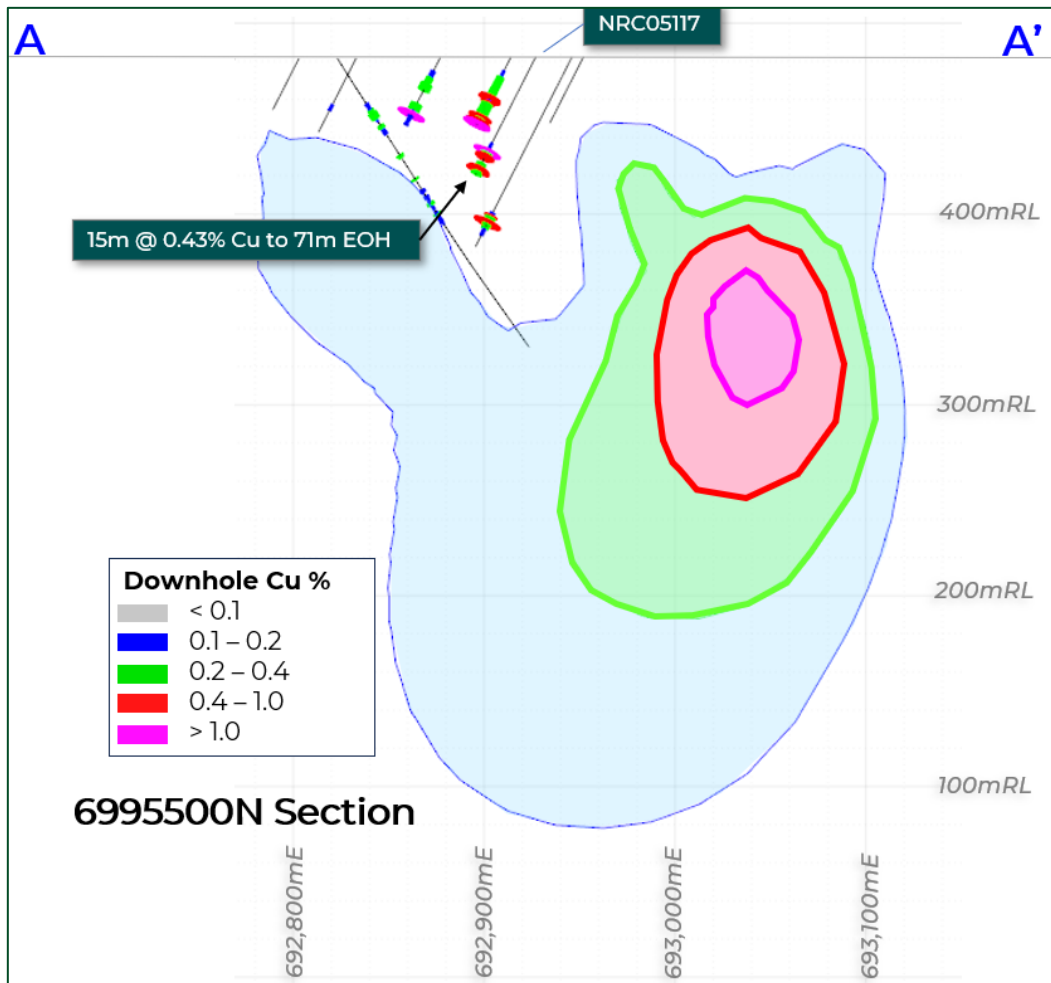 A
NRC05117
A'
400mRL
15m @ 0.43% Cu to 71m EOH
300mRL
Downhole Cu %
< 0.1
0.1 – 0.2
0.2 – 0.4
0.4 – 1.0
> 1.0
200mRL
100mRL
6995500N Section
692,800mE
692,900mE
693,000mE
693,100mE